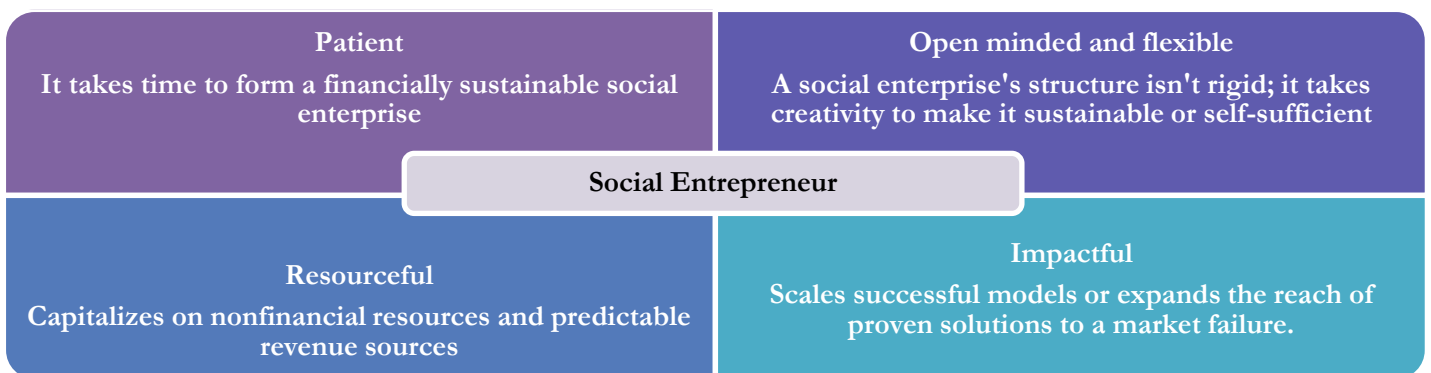 Patient
It takes time to form a financially sustainable social
enterprise
Open minded and flexible
A social enterprise's structure isn't rigid; it takes
creativity to make it sustainable or self-sufficient
Social Entrepreneur
Resourceful
Capitalizes on nonfinancial resources and predictable
revenue sources
Impactful
Scales successful models or expands the reach of
proven solutions to a market failure.